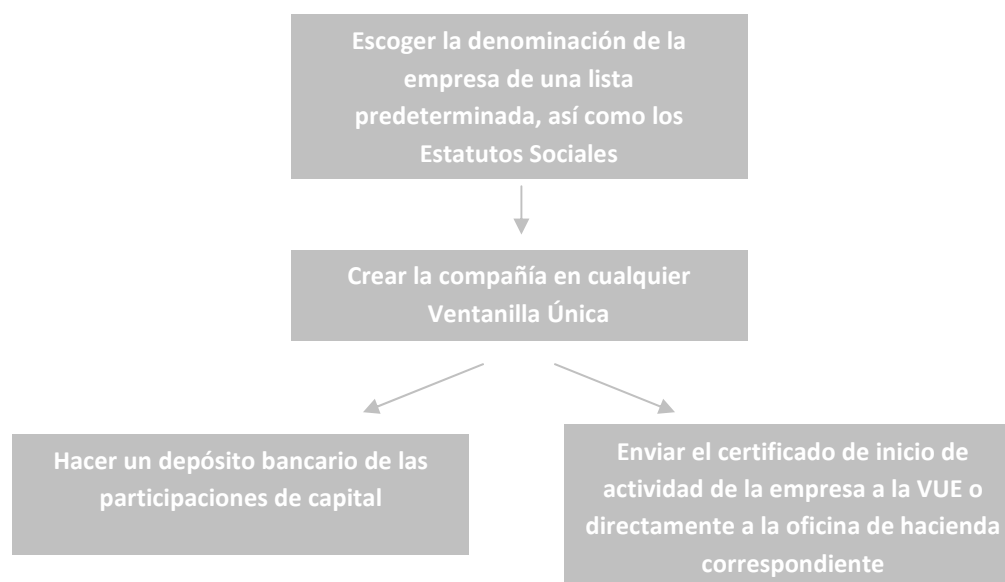 Escoger la denominación de la
empresa de una lista
predeterminada, así como los
Estatutos Sociales
Crear la compañía en cualquier
Ventanilla Única
Hacer un depósito bancario de las
participaciones de capital
Enviar el certificado de inicio de
actividad de la empresa a la VUE o
directamente a la oficina de hacienda
correspondiente